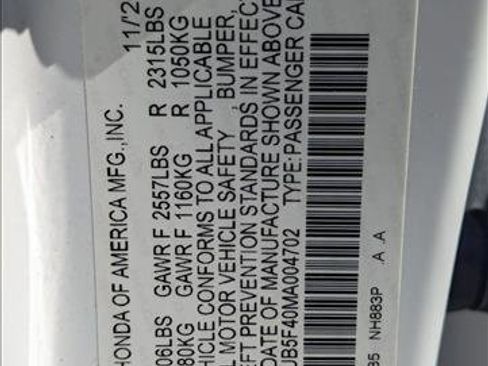 HONDA OF AMERICA MFG.,INC. 11/2
06LBS GAWR F 2557LBS R 2315LBS
80KG GAWR F 1160KG R 1050KG
HICLE CONFORMS TO ALL APPLICABLE
L MOTOR VEHICLE SAFETY , BUMPER,
EFT PREVENTION STANDARDS IN EFFECT
DATE OF MANUFACTURE SHOWN ABOVE
UB5F40MA004702 TYPE:PASSENGER CA
B5 NH883P A A